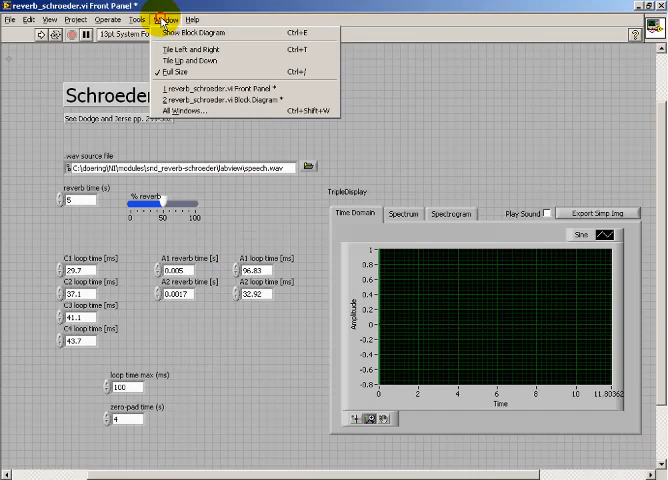 reverb_schroeder.vi Front Panel *
File Edit View Project Operate Tools Window Help
13pt System Fo
Show Block Diagram Ctrl+E
Tile Left and Right Ctrl+T
Tile Up and Down
Full Size Ctrl+/
1 reverb_schroeder.vi Front Panel *
2 reverb_schroeder.vi Block Diagram *
All Windows... Ctrl+Shift+W
Schroeder
See Dodge and Jerse pp.
.wav source file
C:\doering\NI\modules\snd_reverb-schroeder\labview\speech.wav
reverb time (s)
5
% reverb
0 50 100
TripleDisplay
Time Domain Spectrum Spectrogram Play Sound Export Simp Img
Sine
C1 loop time [ms] A1 reverb time [s] A1 loop time [ms]
29.7 0.005 96.83
C2 loop time [ms] A2 reverb time [s] A2 loop time [ms]
37.1 0.0017 32.92
C3 loop time [ms]
41.1
C4 loop time [ms]
43.7
loop time max (ms)
100
zero-pad time (s)
4
Amplitude
1
0.8
0.6
0.4
0.2
0
-0.2
-0.4
-0.6
-0.8
0 2 4 6 8 10 11.80362
Time